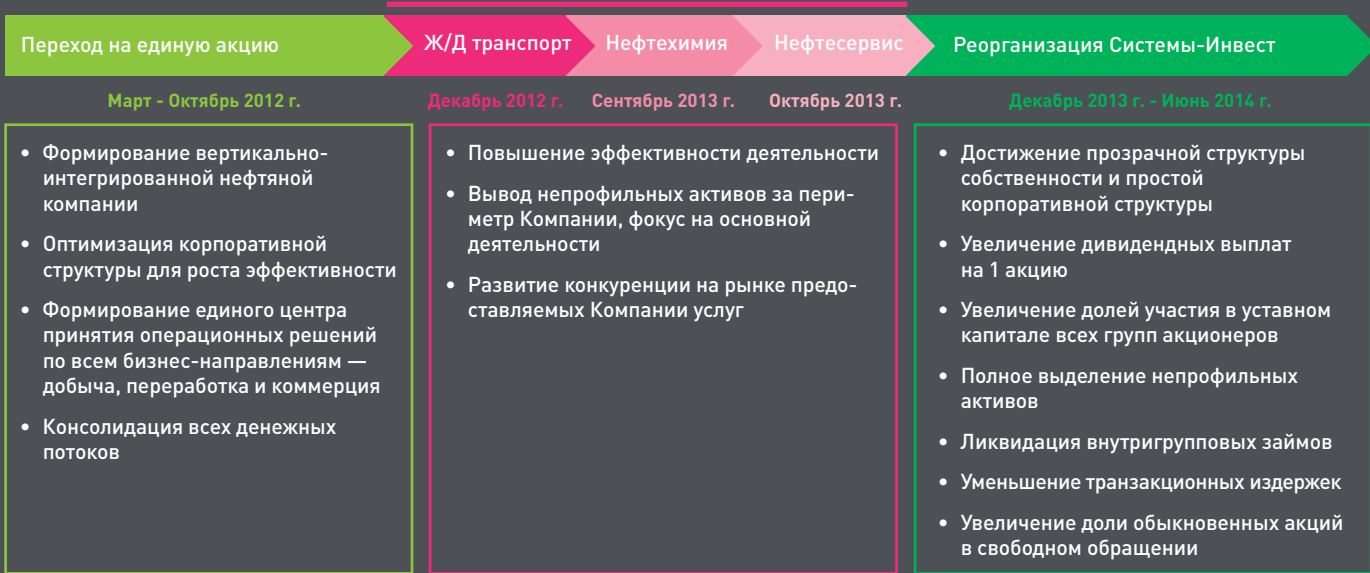 Переход на единую акцию
Ж/Д транспорт
Нефтехимия
Нефтесервис
Реорганизация Системы-Инвест
Март - Октябрь 2012 г.
Декабрь 2012 г.
Сентябрь 2013 г.
Октябрь 2013 г.
Декабрь 2013 г. - Июнь 2014 г.
• Формирование вертикально-
интегрированной нефтяной
компании
• Оптимизация корпоративной
структуры для роста эффективности
• Формирование единого центра
принятия операционных решений
по всем бизнес-направлениям —
добыча, переработка и коммерция
• Консолидация всех денежных
потоков
• Повышение эффективности деятельности
• Вывод непрофильных активов за пери-
метр Компании, фокус на основной
деятельности
• Развитие конкуренции на рынке предо-
ставляемых Компании услуг
• Достижение прозрачной структуры
собственности и простой
корпоративной структуры
• Увеличение дивидендных выплат
на 1 акцию
• Увеличение долей участия в уставном
капитале всех групп акционеров
• Полное выделение непрофильных
активов
• Ликвидация внутригрупповых займов
• Уменьшение транзакционных издержек
• Увеличение доли обыкновенных акций
в свободном обращении